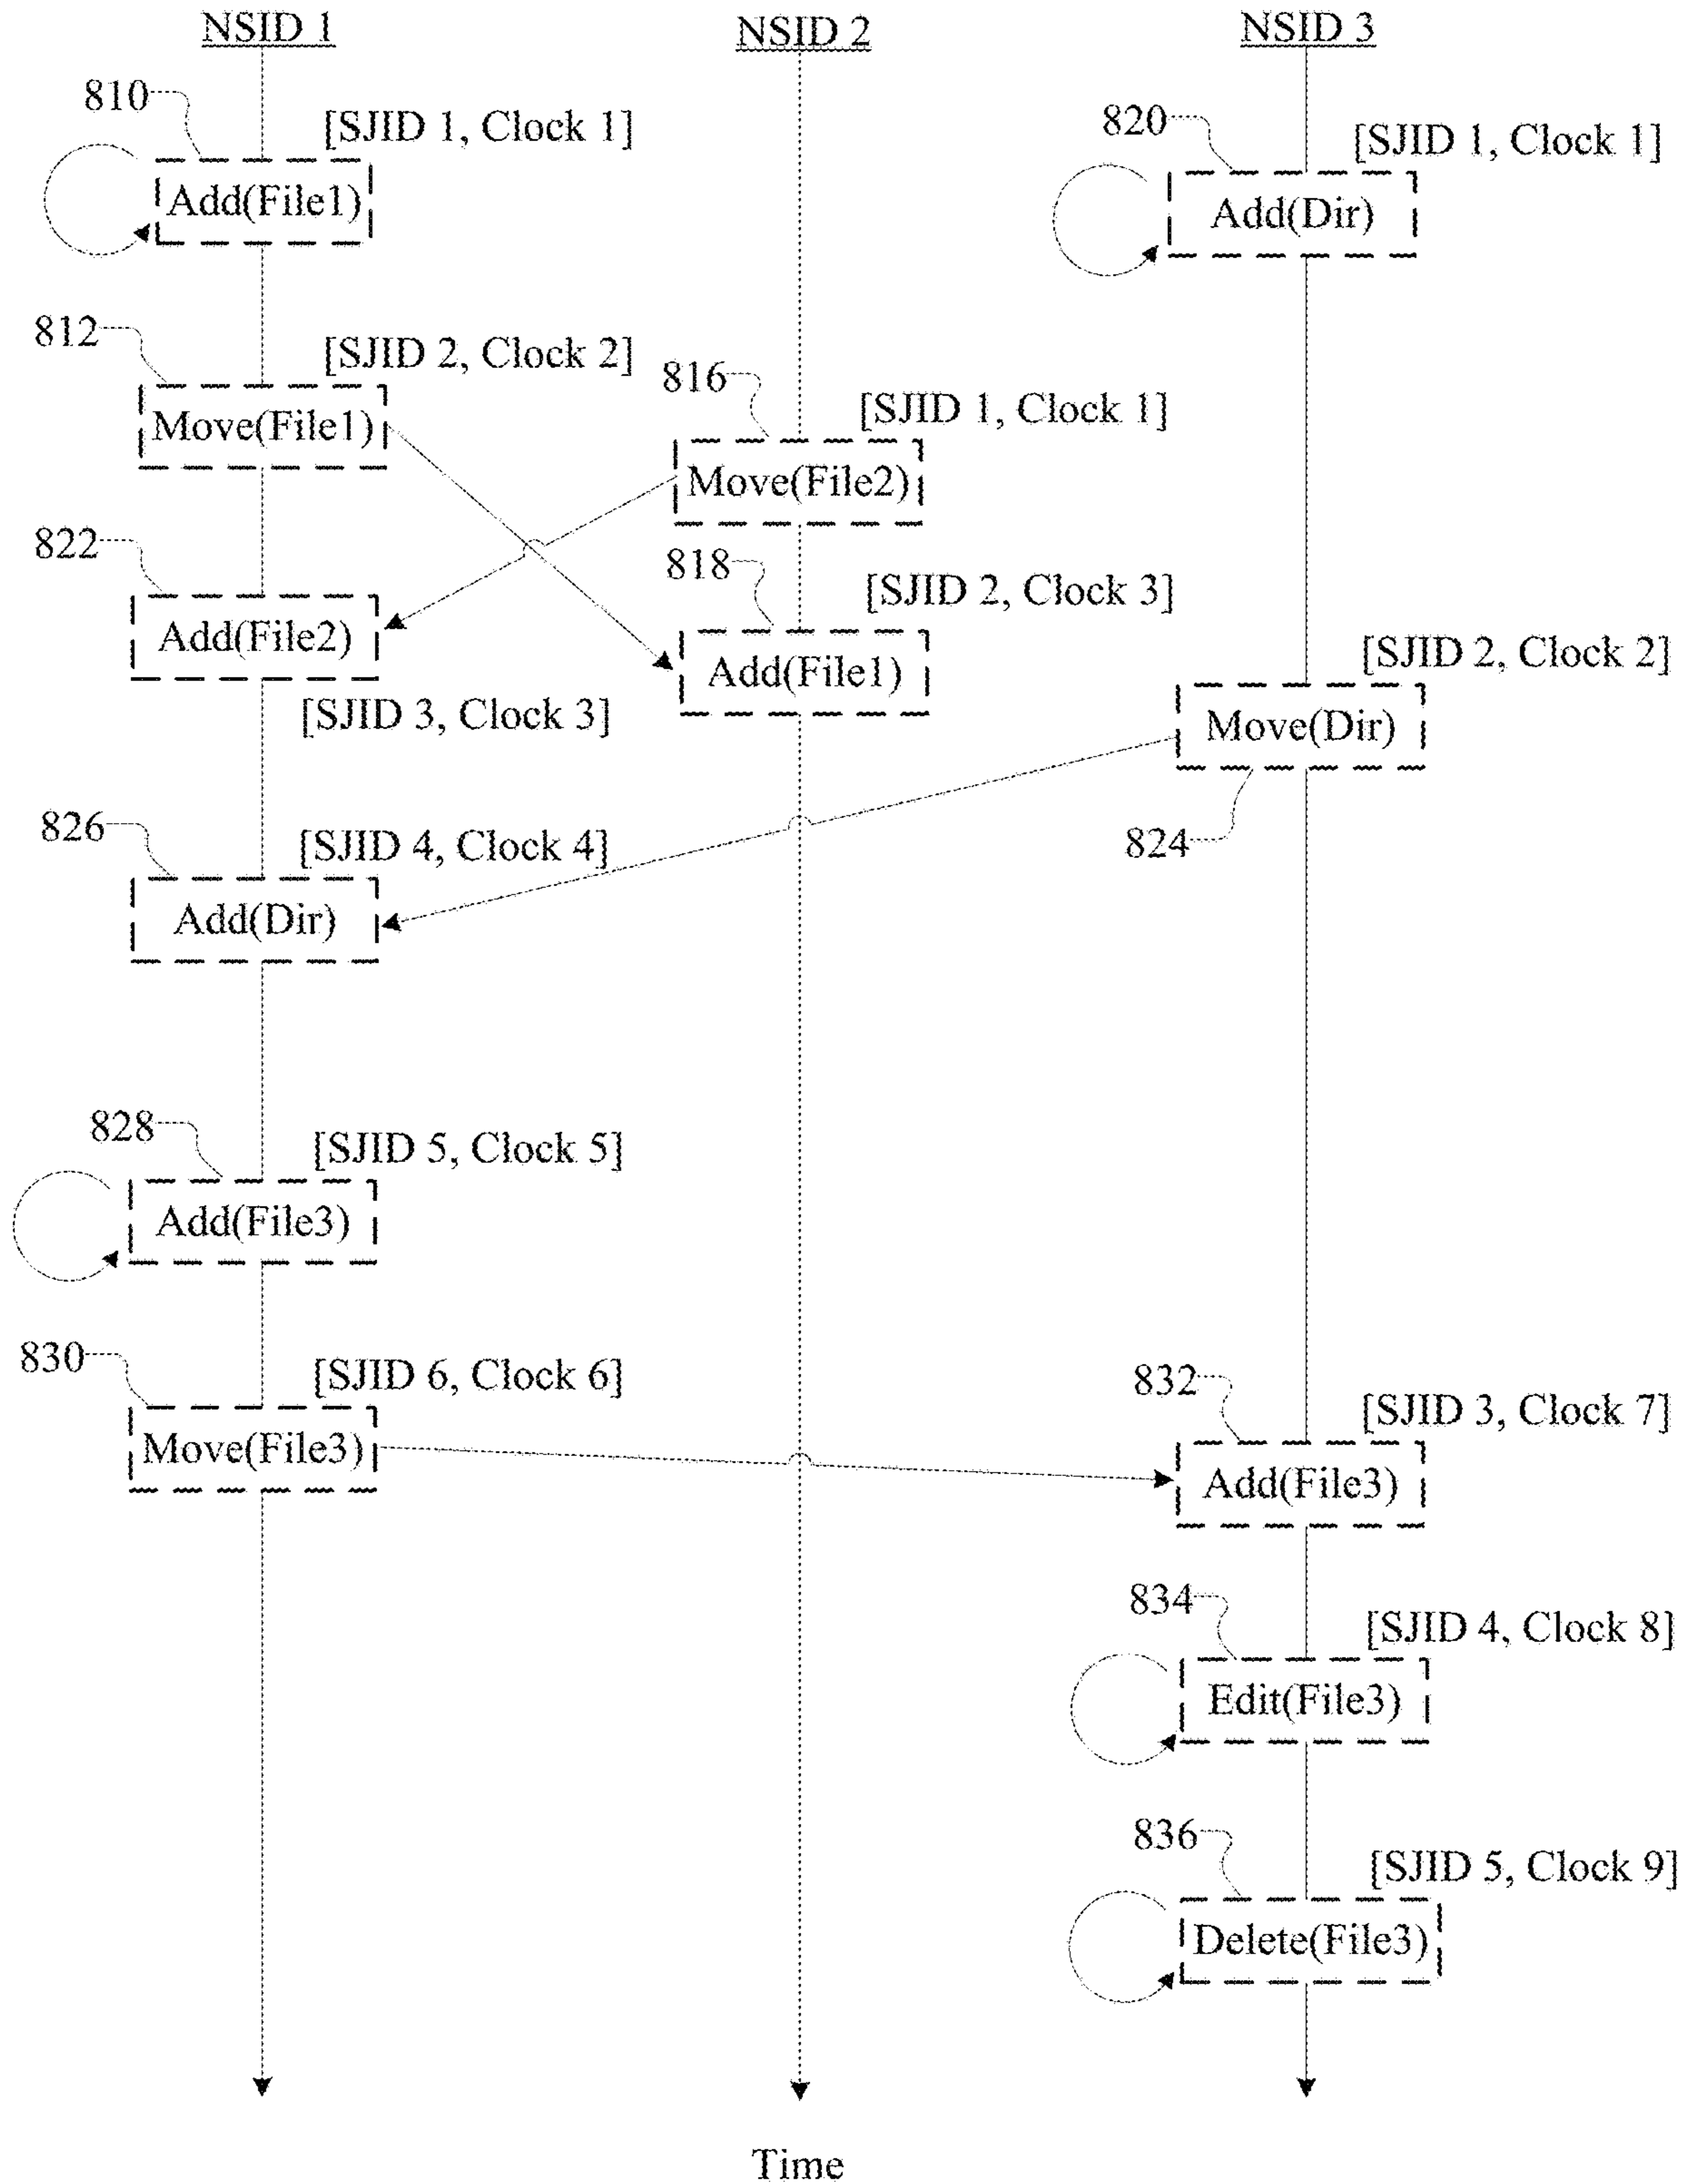 NSID 1
NSID 2
NSID 3
810
[SJID 1, Clock 1]
Add(File1)
820
[SJID 1, Clock 1]
Add(Dir)
812
[SJID 2, Clock 2]
Move(File1)
816
[SJID 1, Clock 1]
Move(File2)
822
Add(File2)
[SJID 3, Clock 3]
818
[SJID 2, Clock 3]
Add(File1)
[SJID 2, Clock 2]
Move(Dir)
824
826
[SJID 4, Clock 4]
Add(Dir)
828
[SJID 5, Clock 5]
Add(File3)
830
[SJID 6, Clock 6]
Move(File3)
832
[SJID 3, Clock 7]
Add(File3)
834
[SJID 4, Clock 8]
Edit(File3)
836
[SJID 5, Clock 9]
Delete(File3)
Time